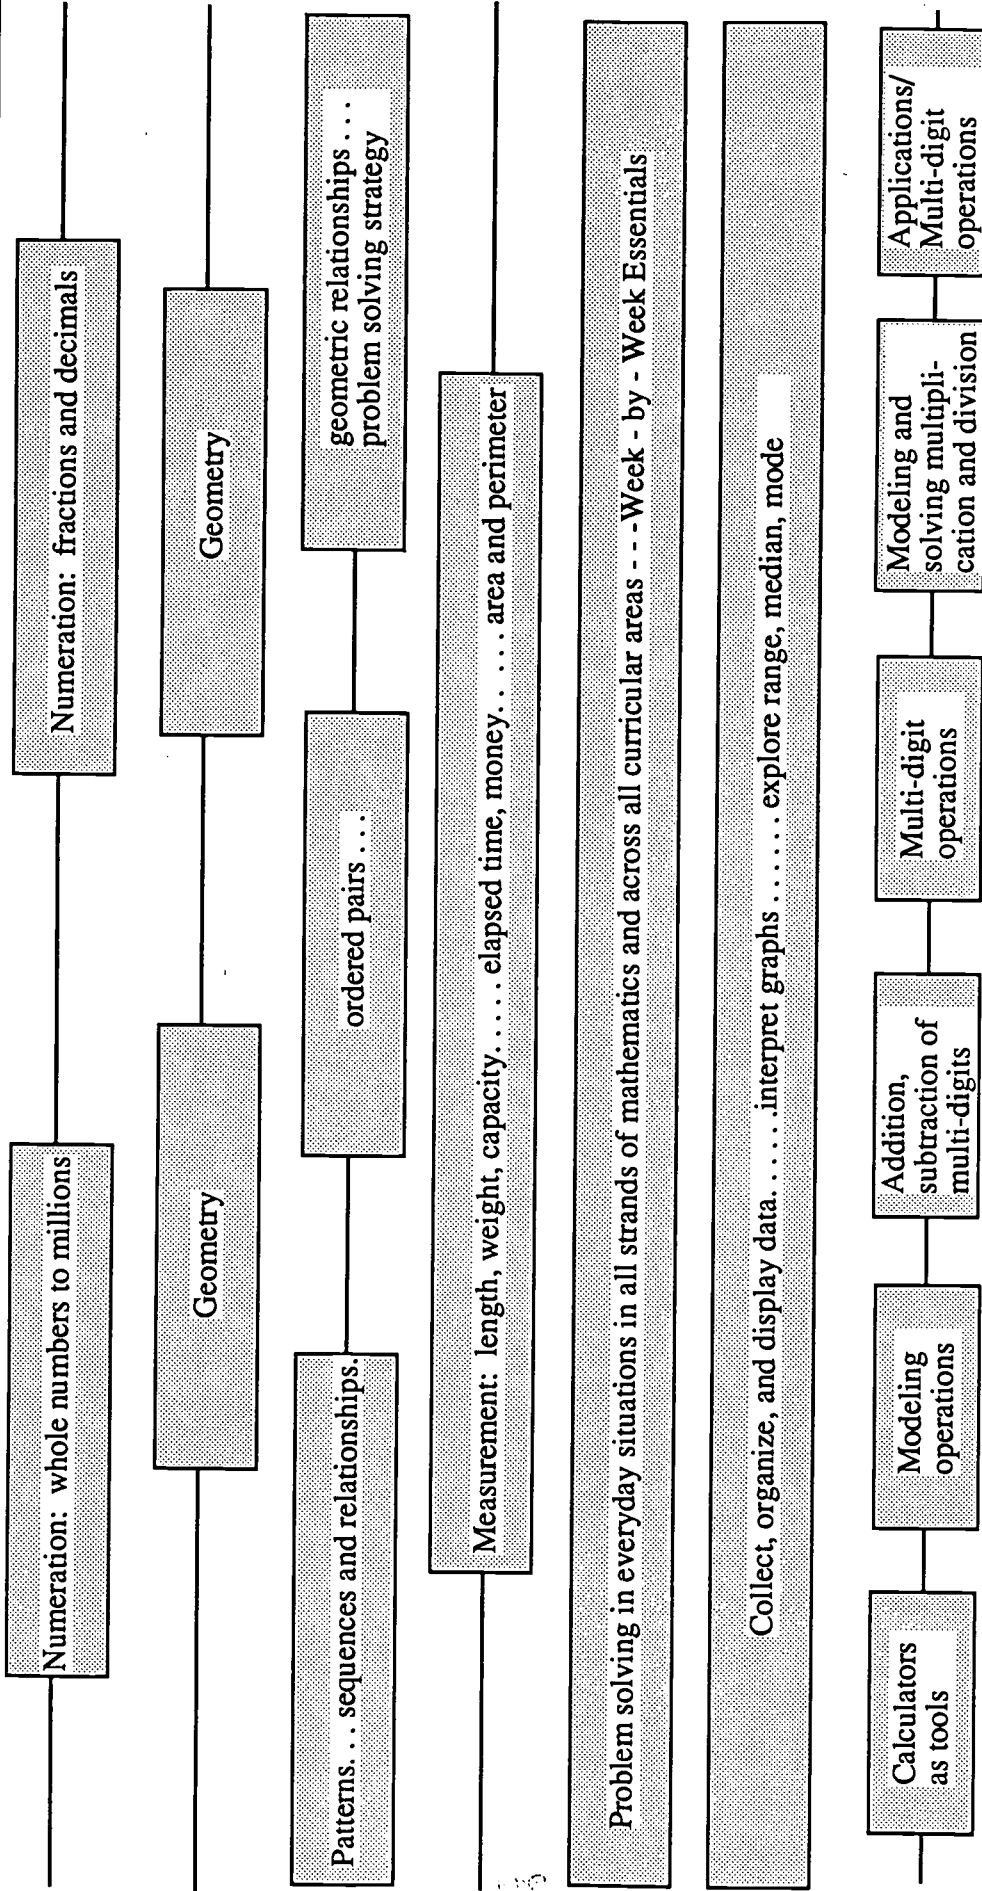 Numeration: whole numbers to millions
Numeration: fractions and decimals
Geometry
Geometry
Patterns. . . sequences and relationships.
ordered pairs . . . .
geometric relationships . . . .
problem solving strategy
Measurement: length, weight, capacity. . . . . elapsed time, money. . . . . area and perimeter
Problem solving in everyday situations in all strands of mathematics and across all curricular areas - - -Week - by - Week Essentials
Collect, organize, and display data. . . . . .interpret graphs . . . . . . explore range, median, mode
Calculators
as tools
Modeling
operations
Addition,
subtraction of
multi-digits
Multi-digit
operations
Modeling and
solving multipli-
cation and division
Applications/
Multi-digit
operations